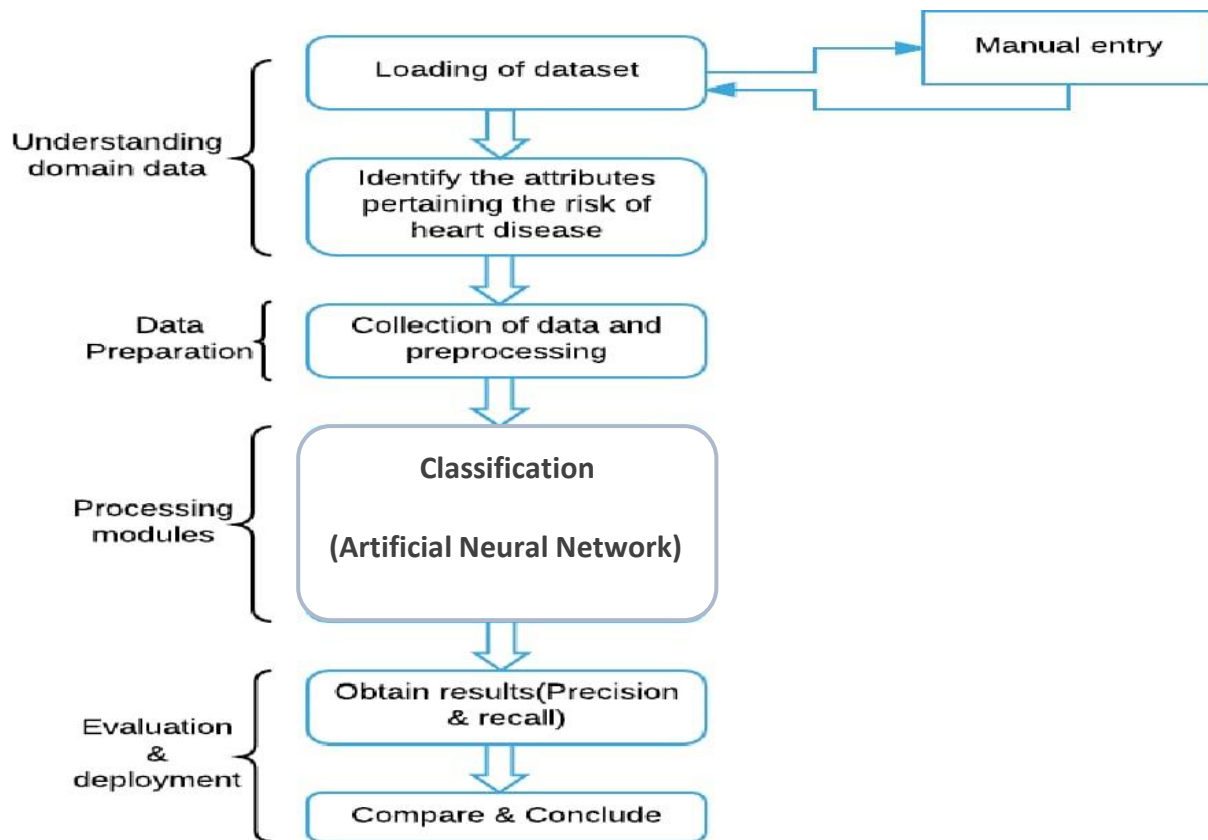 Loading of dataset
Manual entry
Understanding
domain data
Identify the attributes
pertaining the risk of
heart disease
Data
Preparation
Collection of data and
preprocessing
Processing
modules
Classification
(Artificial Neural Network)
Evaluation
&
deployment
Obtain results(Precision
& recall)
Compare & Conclude